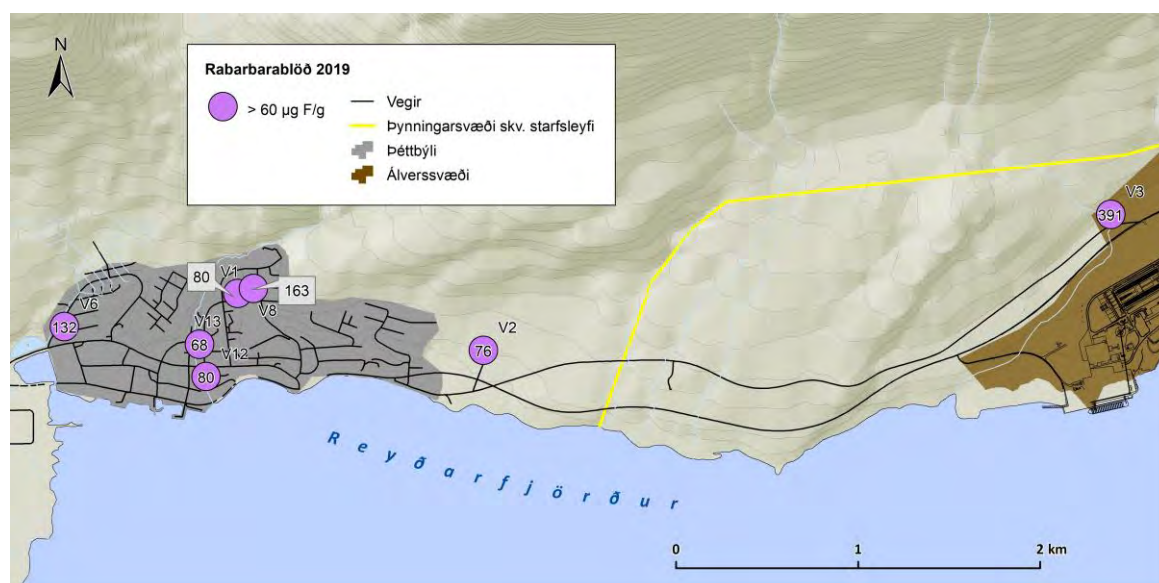 N
Rabarbarablöð 2019
> 60 µg F/g
Vegir
Þynningarsvæði skv. starfsleyfi
Þéttbýli
Álverssvæði
V3
391
80
V1
163
V6
V8
132
V13
68
V2
76
V12
80
Reyðarfjörður
0
1
2 km